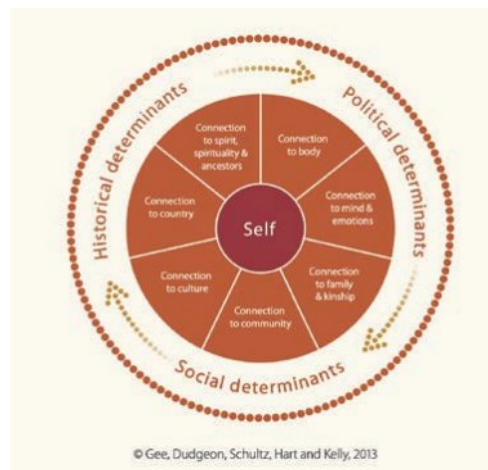 Historical determinants
Political determinants
Social determinants
Connection
to spirit,
spirituality &
ancestors
Connection
to body
Connection
to mind &
emotions
Connection
to family
& kinship
Connection
to community
Connection
to culture
Connection
to country
Self
© Gee, Dudgeon, Schultz, Hart and Kelly, 2013